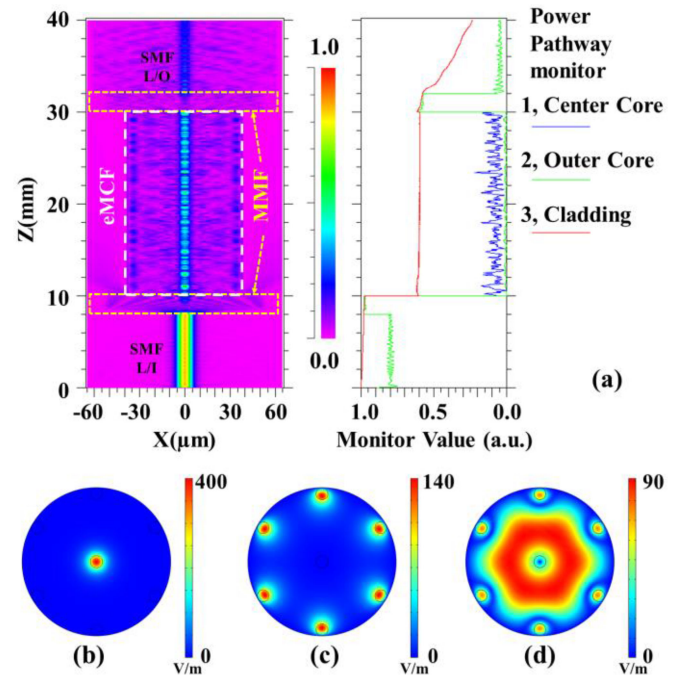 40
30
20
10
0
Z(mm)
SMF
L/O
eMCF
MMF
SMF
L/I
-60 -30 0 30 60
X(μm)
1.0
0.0
1.0 0.5 0.0
Monitor Value (a.u.)
Power
Pathway
monitor
1, Center Core
2, Outer Core
3, Cladding
(a)
400
0
V/m
(b)
140
0
V/m
(c)
90
0
V/m
(d)